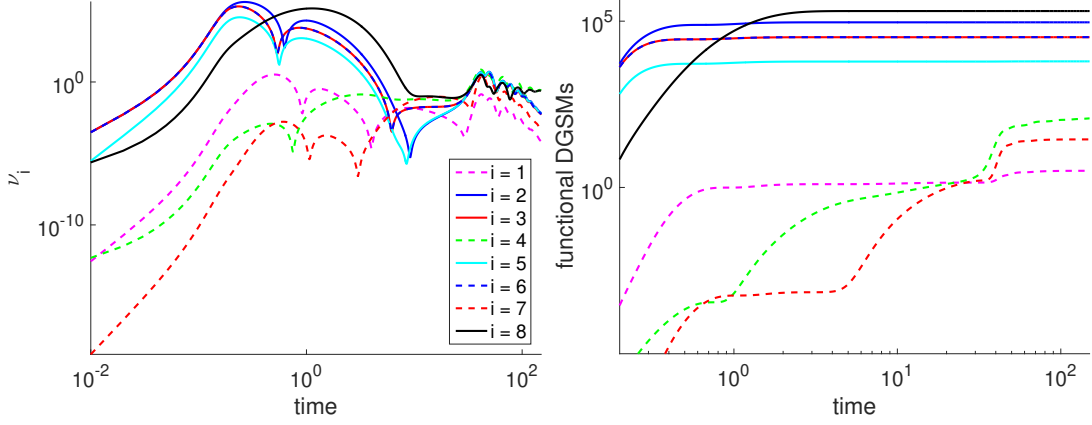 10^0
10^-10
ν_i
10^-2
10^0
10^2
time
i = 1
i = 2
i = 3
i = 4
i = 5
i = 6
i = 7
i = 8
10^5
10^0
functional DGSMs
10^0
10^1
10^2
time